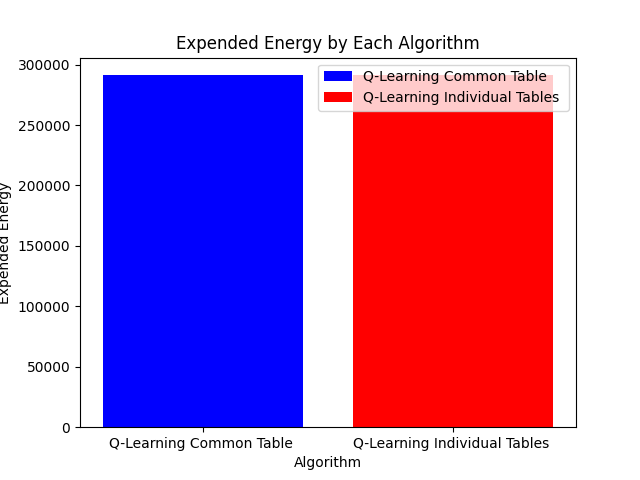 Expended Energy by Each Algorithm
Q-Learning Common Table
Q-Learning Individual Tables
Expended Energy
300000
250000
200000
150000
100000
50000
0
Q-Learning Common Table
Q-Learning Individual Tables
Algorithm